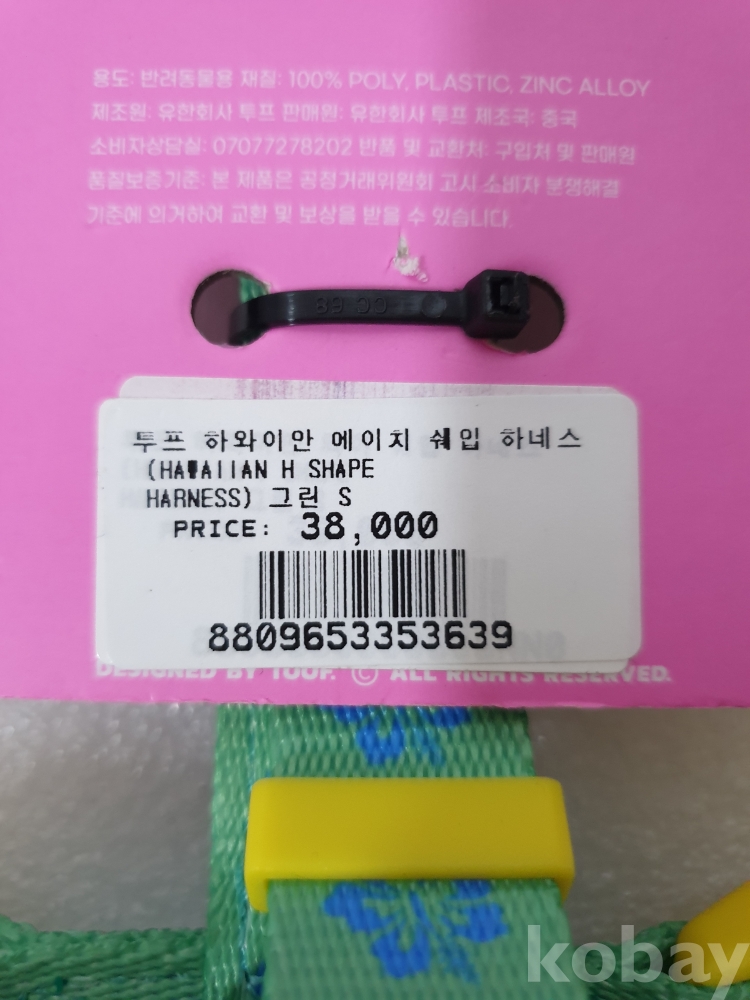 용도: 반려동물용 재질: 100% POLY, PLASTIC, ZINC ALLOY
제조원: 유한회사 투프 판매원: 유한회사 투프 제조국: 중국
소비자상담실: 07077278202 반품 및 교환처: 구입처 및 판매원
품질보증기준: 본 제품은 공정거래위원회 고시 소비자 분쟁해결
기준에 의거하여 교환 및 보상을 받을 수 있습니다.
투프 하와이안 에이치 쉐입 하네스
(HAWAIIAN H SHAPE
HARNESS) 그린 S
PRICE: 38,000
8809653353639
DESIGNED BY TUUF. © ALL RIGHTS RESERVED.
kobay